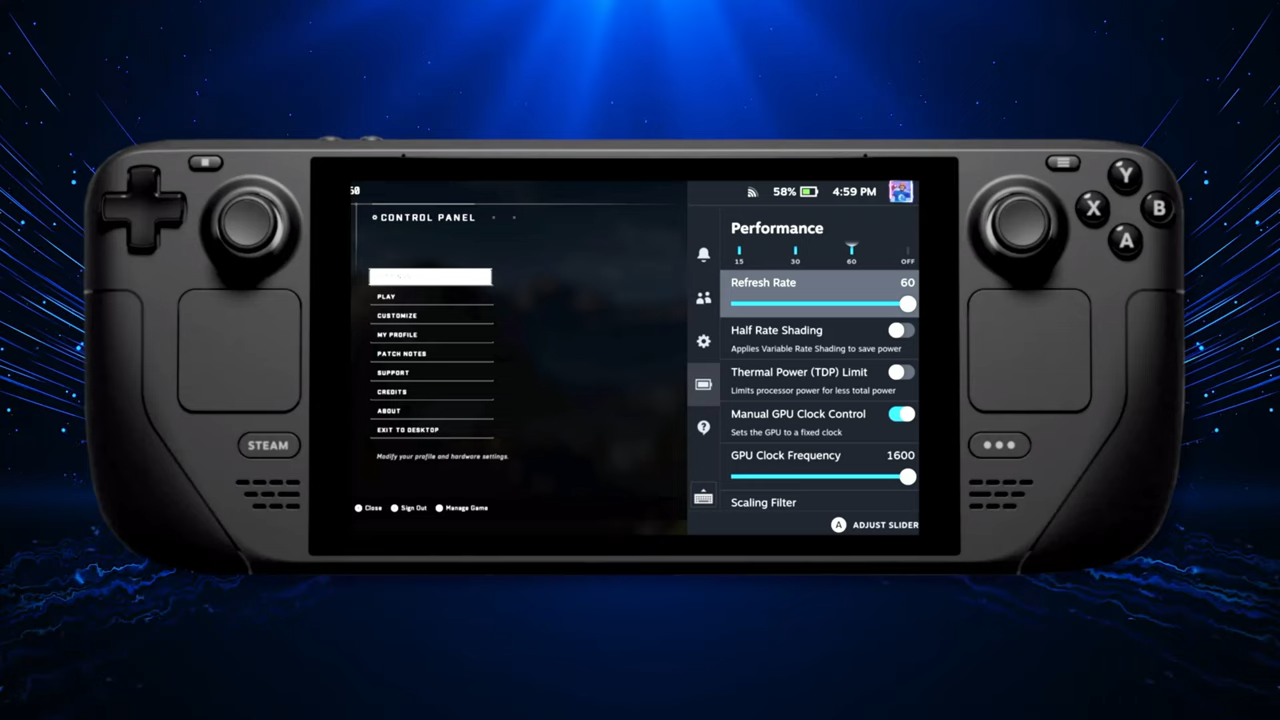 60
58%
4:59 PM
CONTROL PANEL
PLAY
CUSTOMIZE
MY PROFILE
PATCH NOTES
SUPPORT
CREDITS
ABOUT
EXIT TO DESKTOP
Modify your profile and hardware settings.
Close
Sign Out
Manage Game
Performance
15 30 60 OFF
Refresh Rate 60
Half Rate Shading
Applies Variable Rate Shading to save power
Thermal Power (TDP) Limit
Limits processor power for less total power
Manual GPU Clock Control
Sets the GPU to a fixed clock
GPU Clock Frequency 1600
Scaling Filter
A ADJUST SLIDER
STEAM
Y
X
B
A